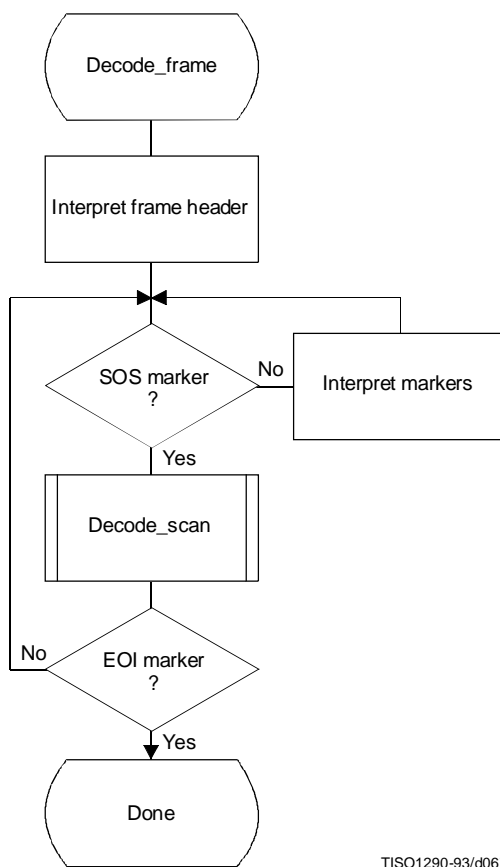 Decode_frame
Interpret frame header
SOS marker
?
No
Interpret markers
Yes
Decode_scan
No
EOI marker
?
Yes
Done
TISO1290-93/d06